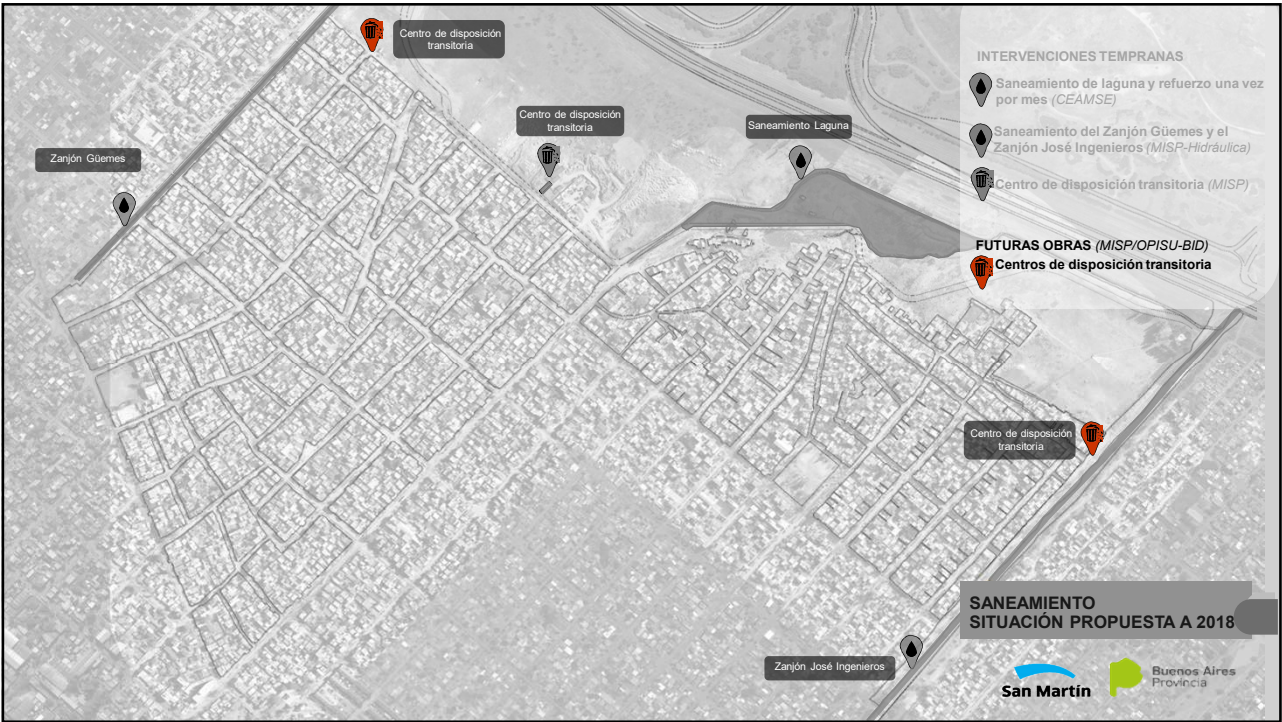 Centro de disposición
transitoria
Centro de disposición
transitoria
Saneamiento Laguna
Zanjón Güemes
INTERVENCIONES TEMPRANAS
Saneamiento de laguna y refuerzo una vez
por mes (CEAMSE)
Saneamiento del Zanjón Güemes y el
Zanjón José Ingenieros (MISP-Hidráulica)
Centro de disposición transitoria (MISP)
FUTURAS OBRAS (MISP/OPISU-BID)
Centros de disposición transitoria
Centro de disposición
transitoria
Zanjón José Ingenieros
SANEAMIENTO
SITUACIÓN PROPUESTA A 2018
San Martín
Buenos Aires
Provincia